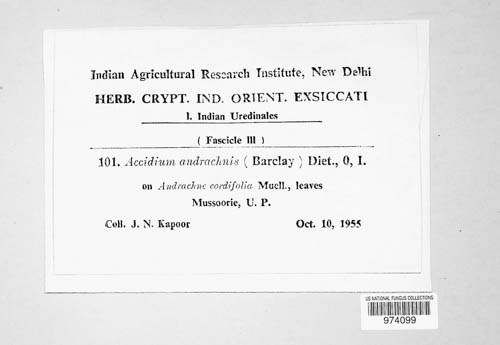 Indian Agricultural Research Institute, New Delhi
HERB. CRYPT. IND. ORIENT. EXSICCATI
I. Indian Uredinales
( Fascicle III )
101. Accidium andrachnis ( Barclay ) Diet., 0, I.
on Andrachne cordifolia Muell., leaves
Mussoorie, U. P.
Coll. J. N. Kapoor Oct. 10, 1955
US NATIONAL FUNGUS COLLECTIONS
974099